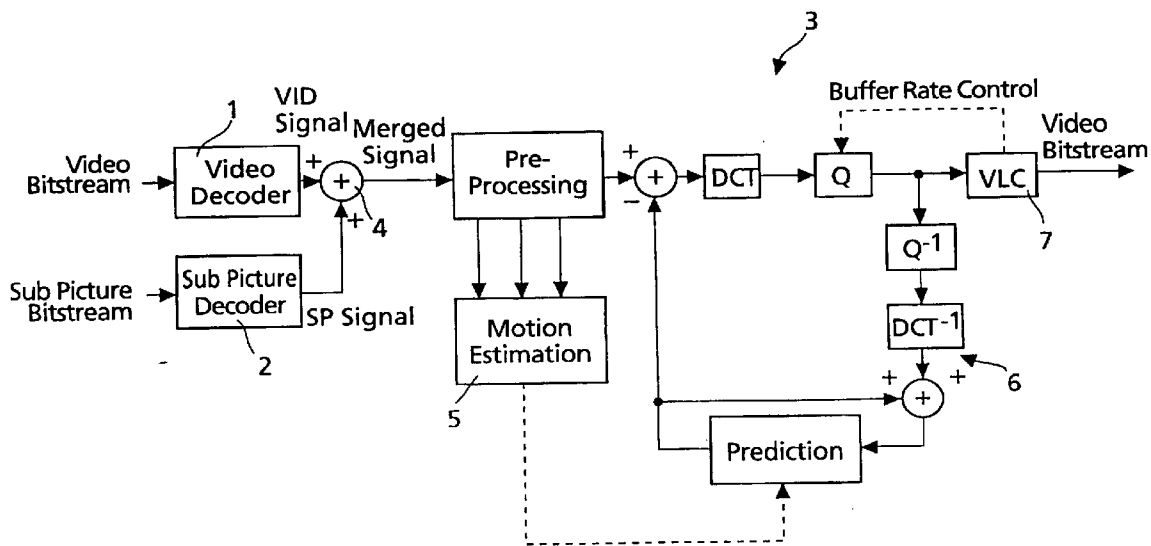 3
Buffer Rate Control
1
VID
Signal
Merged
Signal
Video
Bitstream
Video
Bitstream
Video
Decoder
+
+
+
4
Pre-
Processing
+
−
+
DCT
Q
VLC
7
Q-1
Sub Picture
Bitstream
Sub Picture
Decoder
SP Signal
2
Motion
Estimation
5
DCT-1
6
+
+
+
Prediction